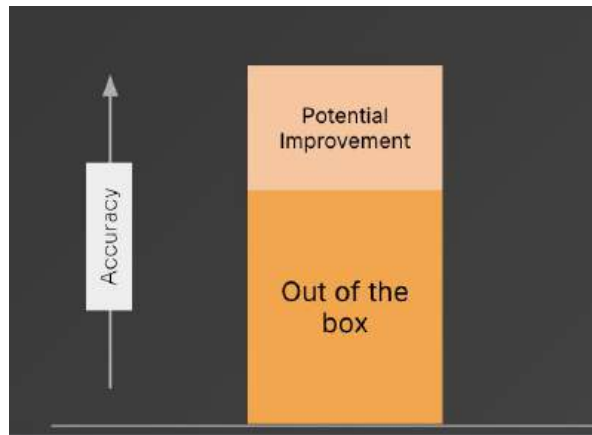 Accuracy
Potential
Improvement
Out of the
box